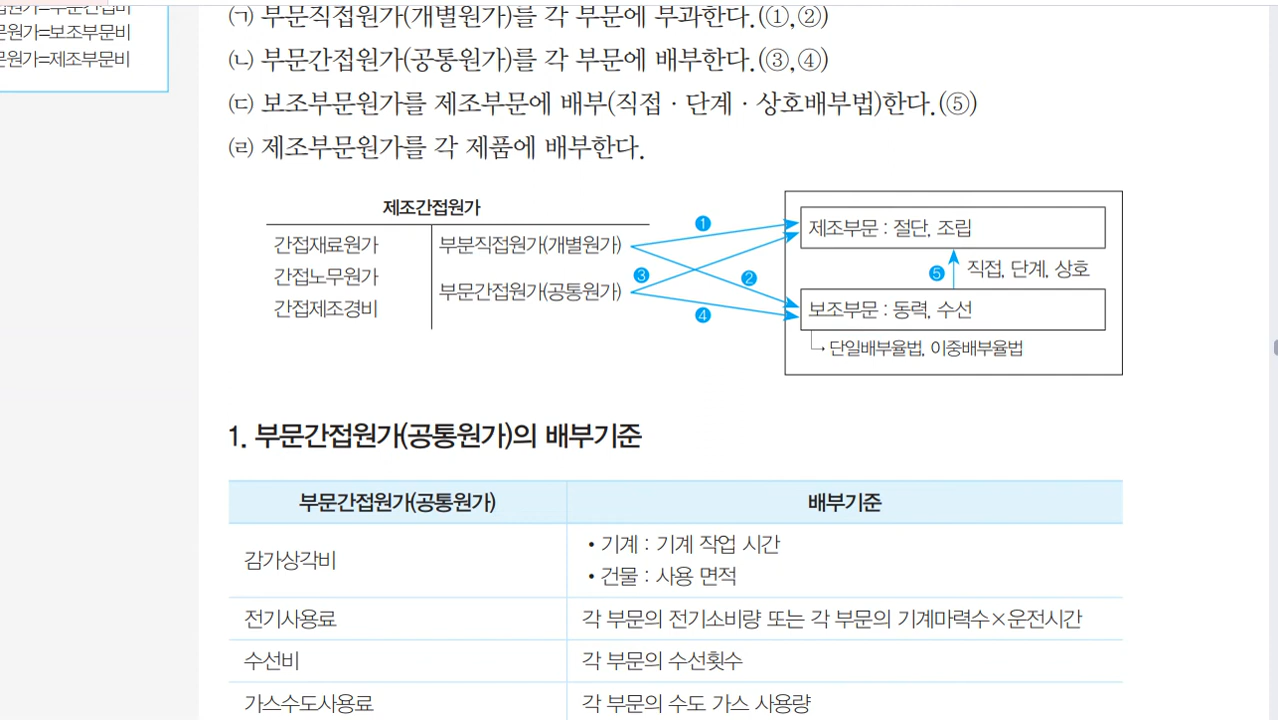 문원가=보조부문비
문원가=제조부문비
㈀ 부문직접원가(개별원가)를 각 부문에 부과한다.(①,②)
㈁ 부문간접원가(공통원가)를 각 부문에 배부한다.(③,④)
㈂ 보조부문원가를 제조부문에 배부(직접 · 단계 · 상호배부법)한다.(⑤)
㈃ 제조부문원가를 각 제품에 배부한다.
제조간접원가
간접재료원가
간접노무원가
간접제조경비
부분직접원가(개별원가)
부문간접원가(공통원가)
❶
❸
❷
❹
제조부문 : 절단, 조립
❺ 직접, 단계, 상호
보조부문 : 동력, 수선
단일배부율법, 이중배부율법
1. 부문간접원가(공통원가)의 배부기준
부문간접원가(공통원가) 배부기준
감가상각비
• 기계 : 기계 작업 시간
• 건물 : 사용 면적
전기사용료 각 부문의 전기소비량 또는 각 부문의 기계마력수×운전시간
수선비 각 부문의 수선횟수
가스수도사용료 각 부문의 수도 가스 사용량